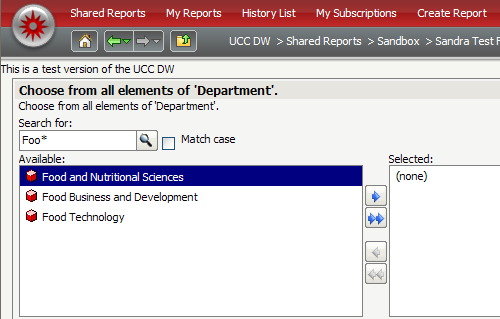 Shared Reports My Reports History List My Subscriptions Create Report
UCC DW > Shared Reports > Sandbox > Sandra Test
This is a test version of the UCC DW
Choose from all elements of 'Department'.
Choose from all elements of 'Department'.
Search for:
Foo* Match case
Available: Selected:
Food and Nutritional Sciences (none)
Food Business and Development
Food Technology